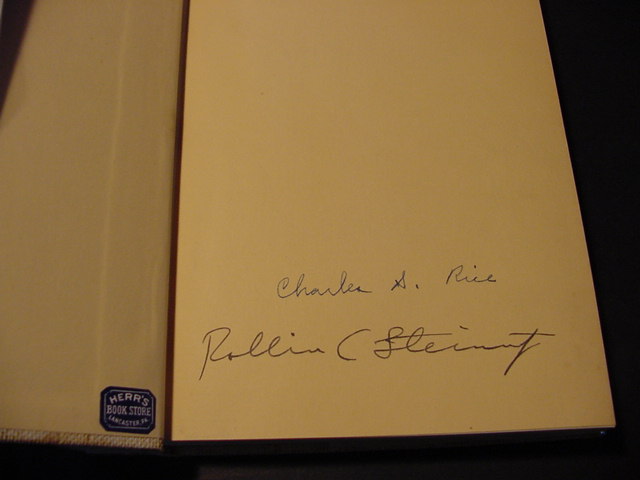 Charles S. Rice
Rollin C Steinmetz
HERR'S
BOOK STORE
LANCASTER, PA.